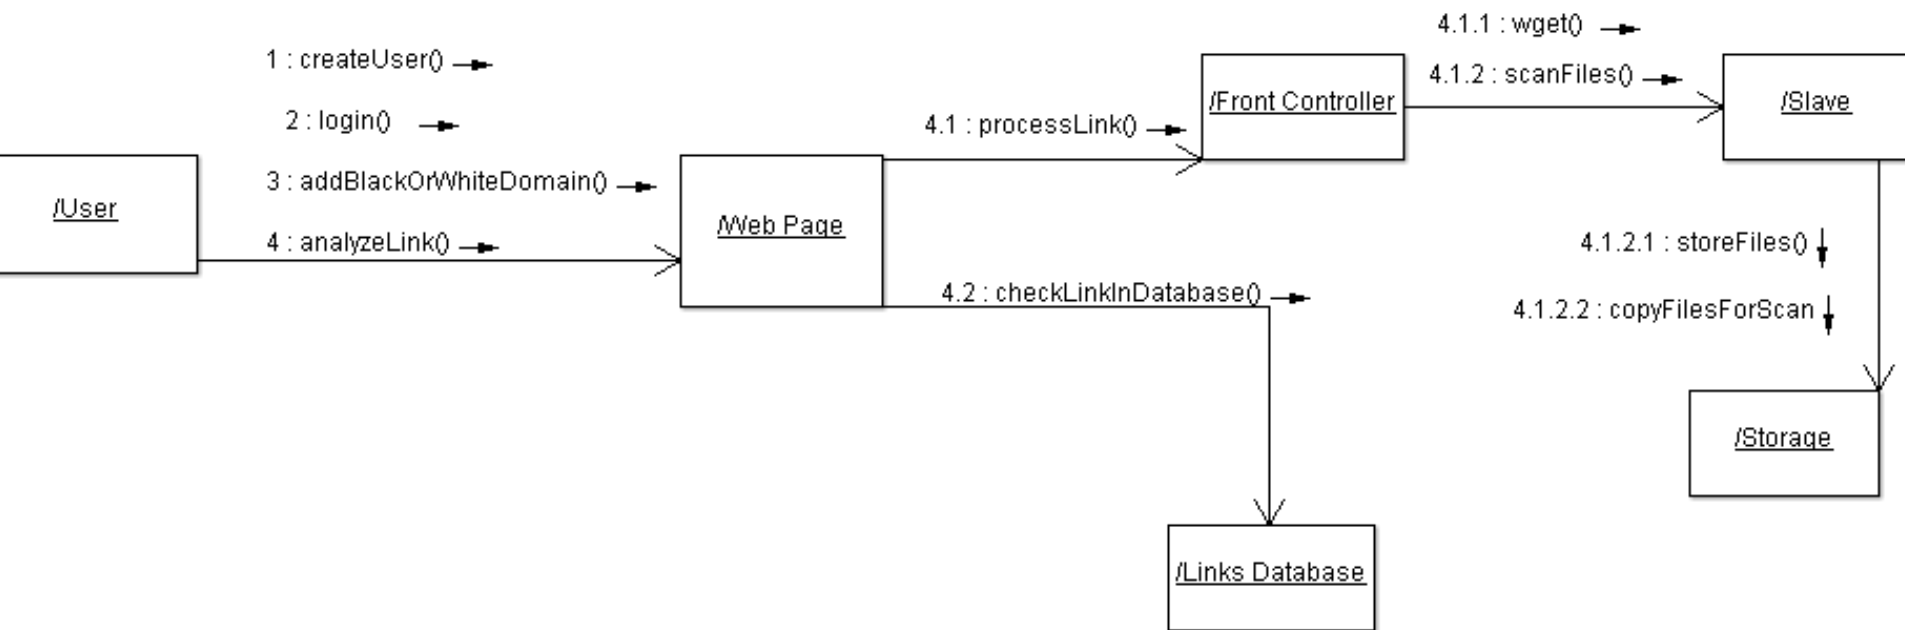 1 : createUser()
2 : login()
3 : addBlackOrWhiteDomain()
4 : analyzeLink()
/User
/Web Page
4.1 : processLink()
4.2 : checkLinkInDatabase()
/Front Controller
4.1.1 : wget()
4.1.2 : scanFiles()
/Slave
4.1.2.1 : storeFiles()
4.1.2.2 : copyFilesForScan
/Storage
/Links Database